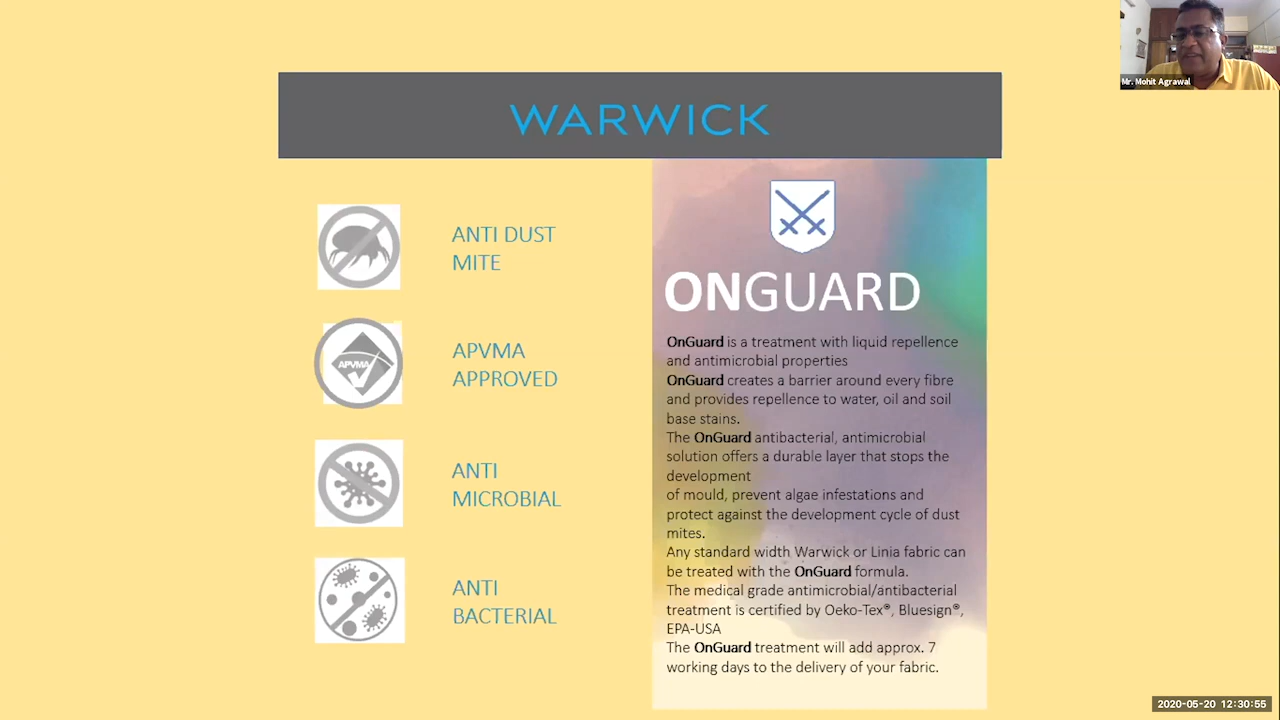 Mr. Mohit Agrawal
WARWICK
ANTI DUST
MITE
APVMA
APVMA
APPROVED
ANTI
MICROBIAL
ANTI
BACTERIAL
ONGUARD
OnGuard is a treatment with liquid repellence
and antimicrobial properties
OnGuard creates a barrier around every fibre
and provides repellence to water, oil and soil
base stains.
The OnGuard antibacterial, antimicrobial
solution offers a durable layer that stops the
development
of mould, prevent algae infestations and
protect against the development cycle of dust
mites.
Any standard width Warwick or Linia fabric can
be treated with the OnGuard formula.
The medical grade antimicrobial/antibacterial
treatment is certified by Oeko-Tex®, Bluesign®,
EPA-USA
The OnGuard treatment will add approx. 7
working days to the delivery of your fabric.
2020-05-20 12:30:55